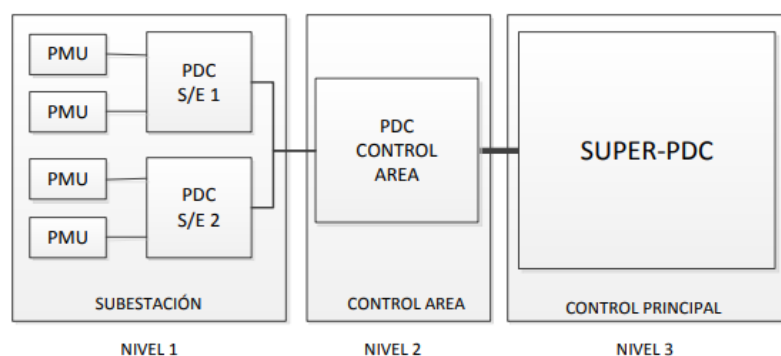 PMU
PMU
PDC
S/E 1
PMU
PMU
PDC
S/E 2
SUBESTACIÓN
NIVEL 1
PDC
CONTROL
AREA
CONTROL AREA
NIVEL 2
SUPER-PDC
CONTROL PRINCIPAL
NIVEL 3